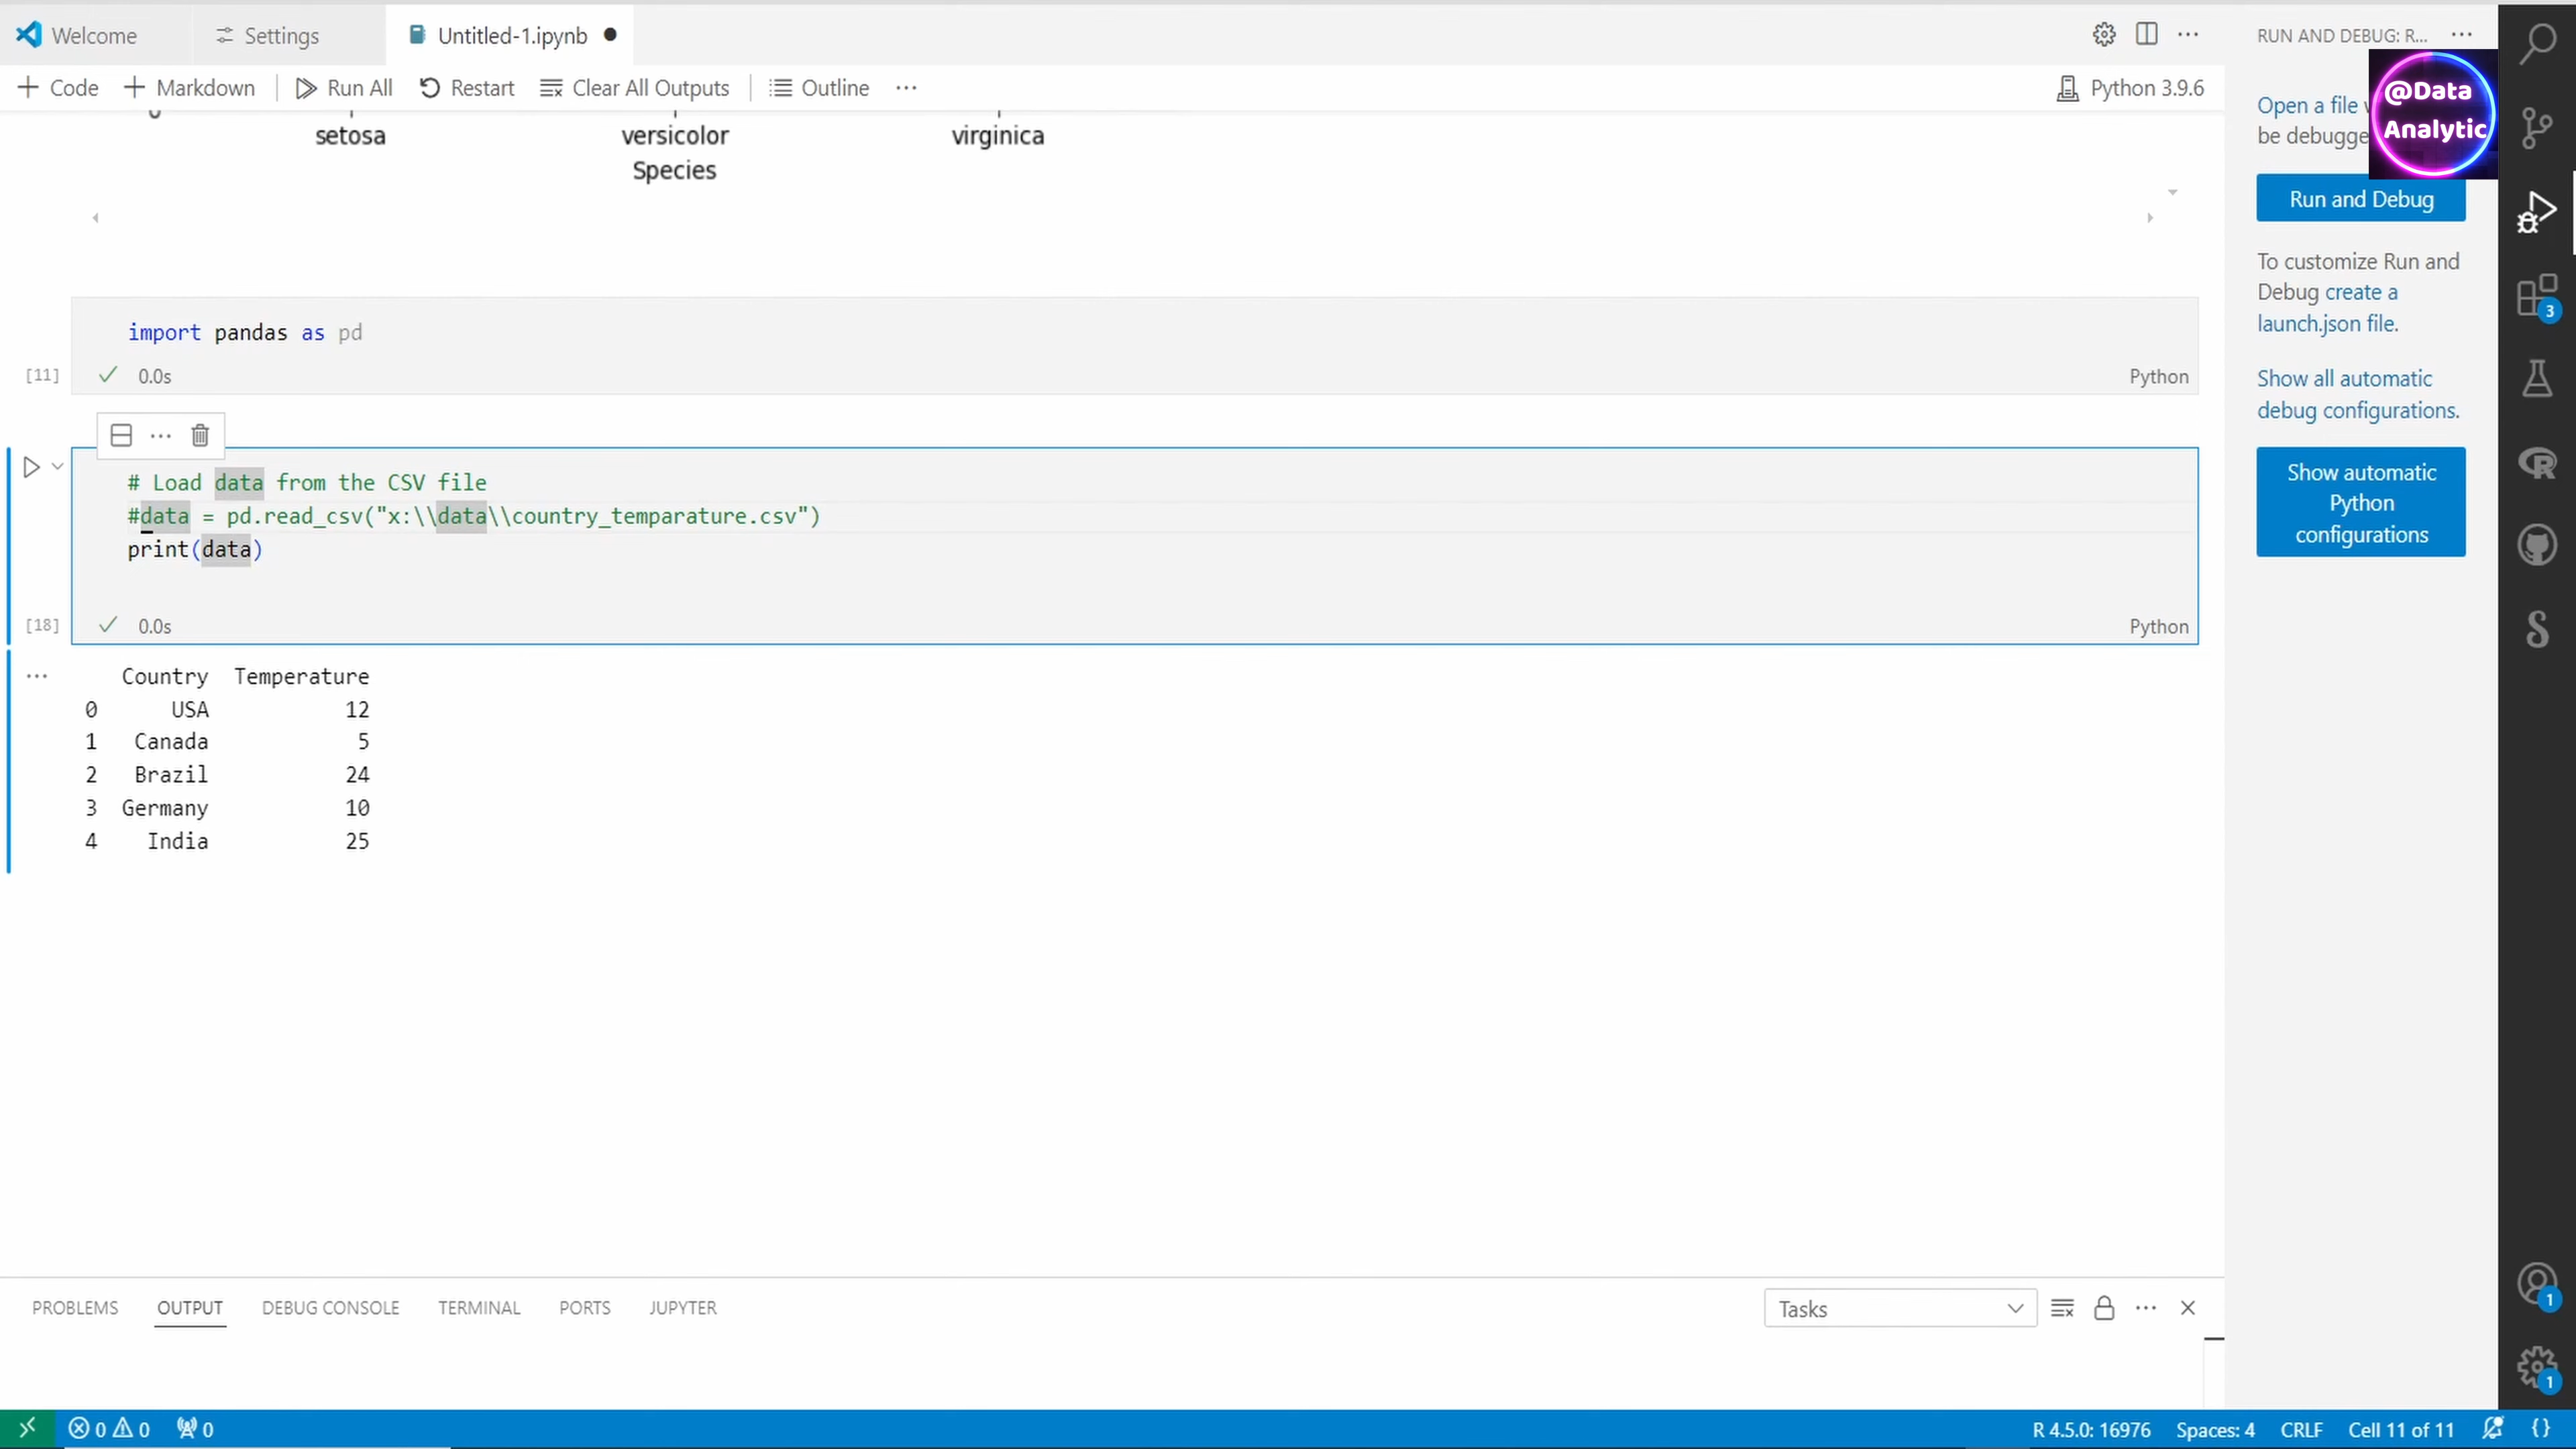 Welcome
Settings
Untitled-1.ipynb
RUN AND DEBUG: R...
Code
Markdown
Run All
Restart
Clear All Outputs
Outline
Python 3.9.6
setosa
versicolor
virginica
Species
import pandas as pd
[11]
0.0s
Python
# Load data from the CSV file
#data = pd.read_csv("x:\\data\\country_temparature.csv")
print(data)
[18]
0.0s
Python
Country Temperature
0 USA 12
1 Canada 5
2 Brazil 24
3 Germany 10
4 India 25
@Data
Analytic
Open a file
be debugge
Run and Debug
To customize Run and
Debug create a
launch.json file.
Show all automatic
debug configurations.
Show automatic
Python
configurations
3
1
1
PROBLEMS
OUTPUT
DEBUG CONSOLE
TERMINAL
PORTS
JUPYTER
Tasks
0
0
0
R 4.5.0: 16976
Spaces: 4
CRLF
Cell 11 of 11
{}